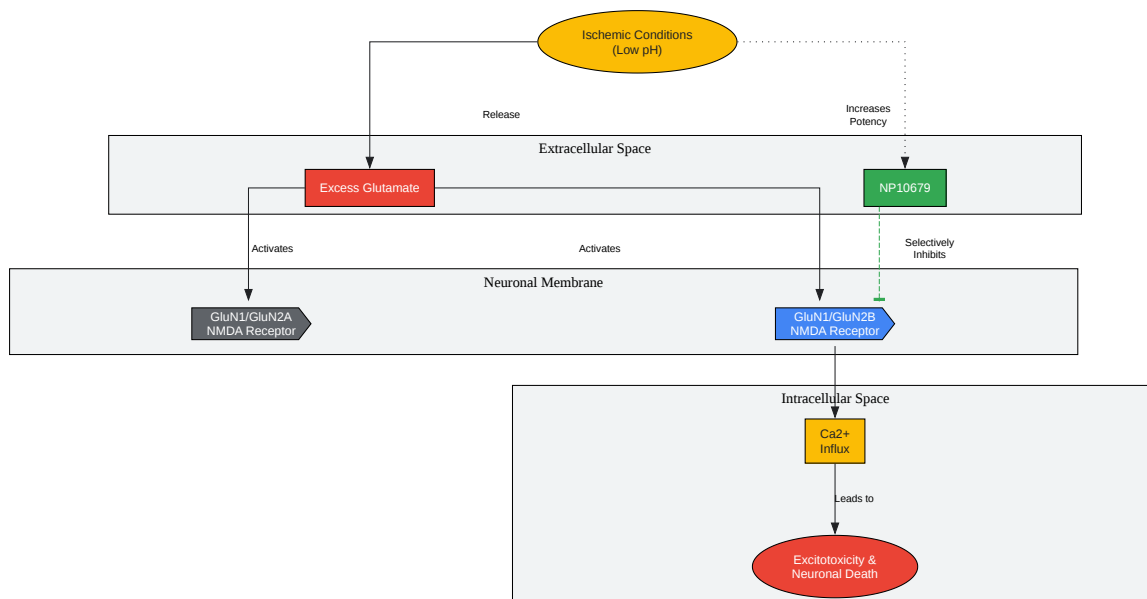 Ischemic Conditions
(Low pH)
Release
Increases
Potency
Extracellular Space
Excess Glutamate
NP10679
Activates
Activates
Selectively
Inhibits
Neuronal Membrane
GluN1/GluN2A
NMDA Receptor
GluN1/GluN2B
NMDA Receptor
Intracellular Space
Ca2+
Influx
Leads to
Excitotoxicity &
Neuronal Death